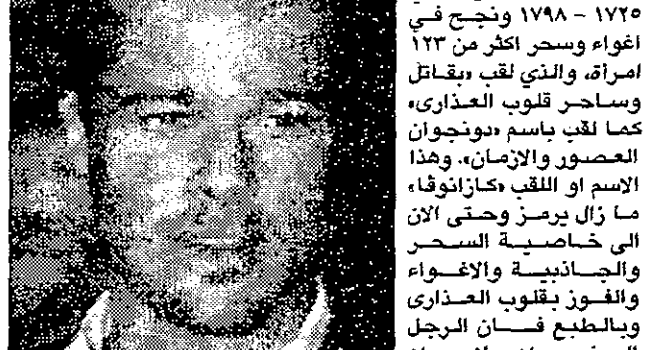 ١٧٢٥ - ١٧٩٨ ونجح في
اغواء وسحر اكثر من ١٢٣
امراة، والذي لقب «بقاتل
وساحر قلوب العذارى»
كما لقب باسم «دونجوان
العصور والازمان». وهذا
الاسم او اللقب «كازانوڤا»
ما زال يرمز وحتى الان
الى خاصية السحر
والجاذبية والاغواء
والفوز بقلوب العذارى
وبالطبع فان الرجل